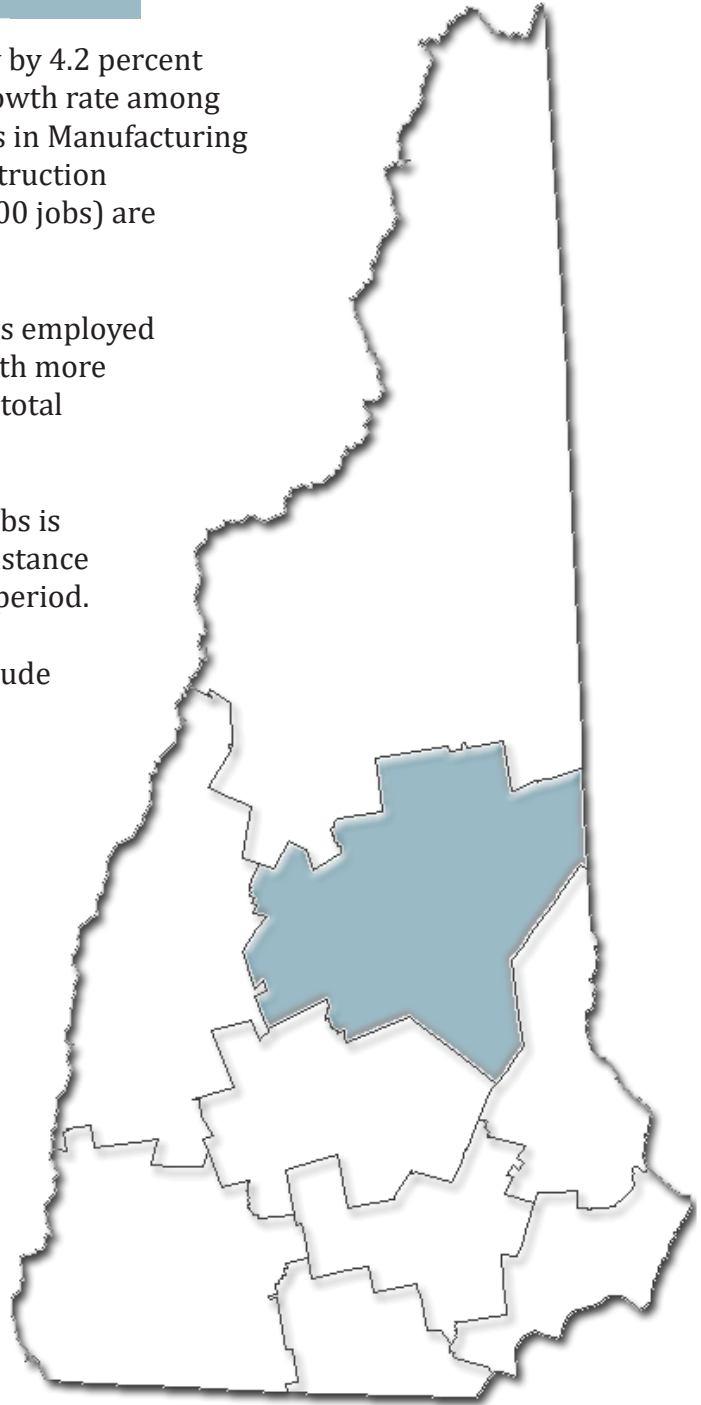 by 4.2 percent
owth rate among
s in Manufacturing
truction
00 jobs) are
s employed
th more
total
bs is
stance
period.
ude